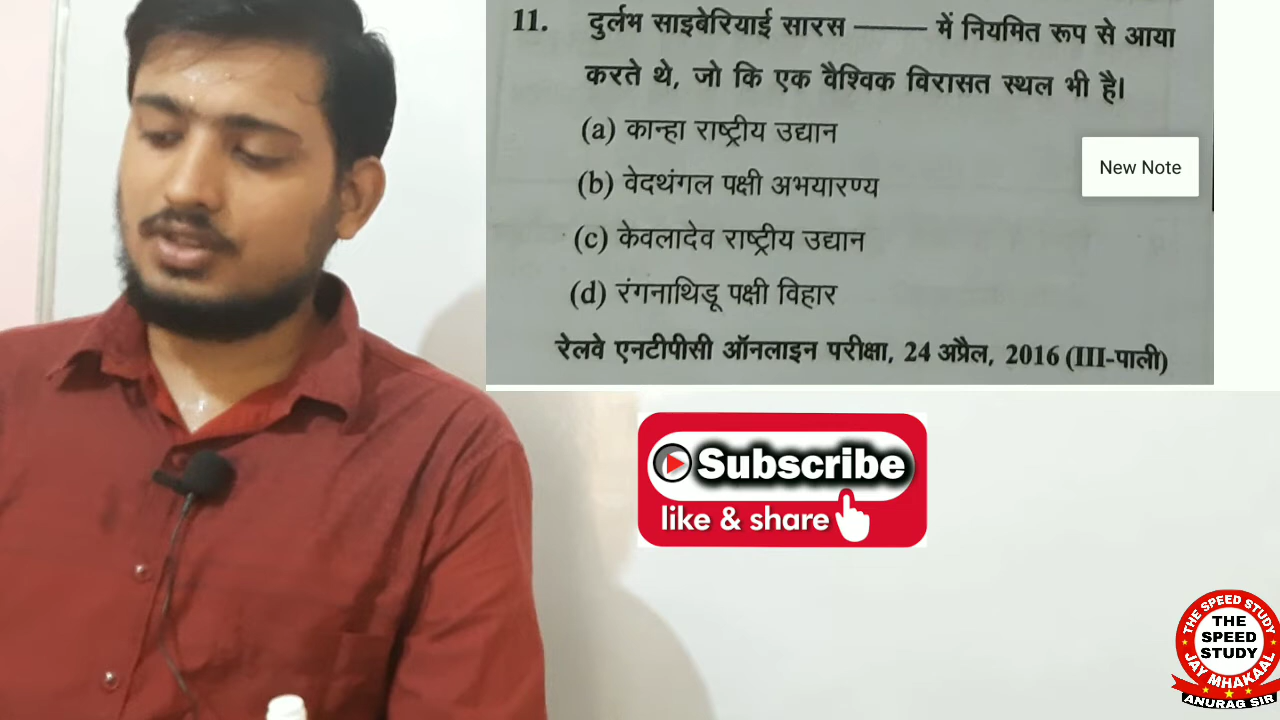 11. दुर्लभ साइबेरियाई सारस ——— में नियमित रूप से आया
करते थे, जो कि एक वैश्विक विरासत स्थल भी है।
(a) कान्हा राष्ट्रीय उद्यान
(b) वेदथंगल पक्षी अभयारण्य
(c) केवलादेव राष्ट्रीय उद्यान
(d) रंगनाथिडू पक्षी विहार
रेलवे एनटीपीसी ऑनलाइन परीक्षा, 24 अप्रैल, 2016 (III-पाली)
New Note
Subscribe
like & share
THE SPEED STUDY
THE
SPEED
STUDY
JAY MHAKAAL
ANURAG SIR